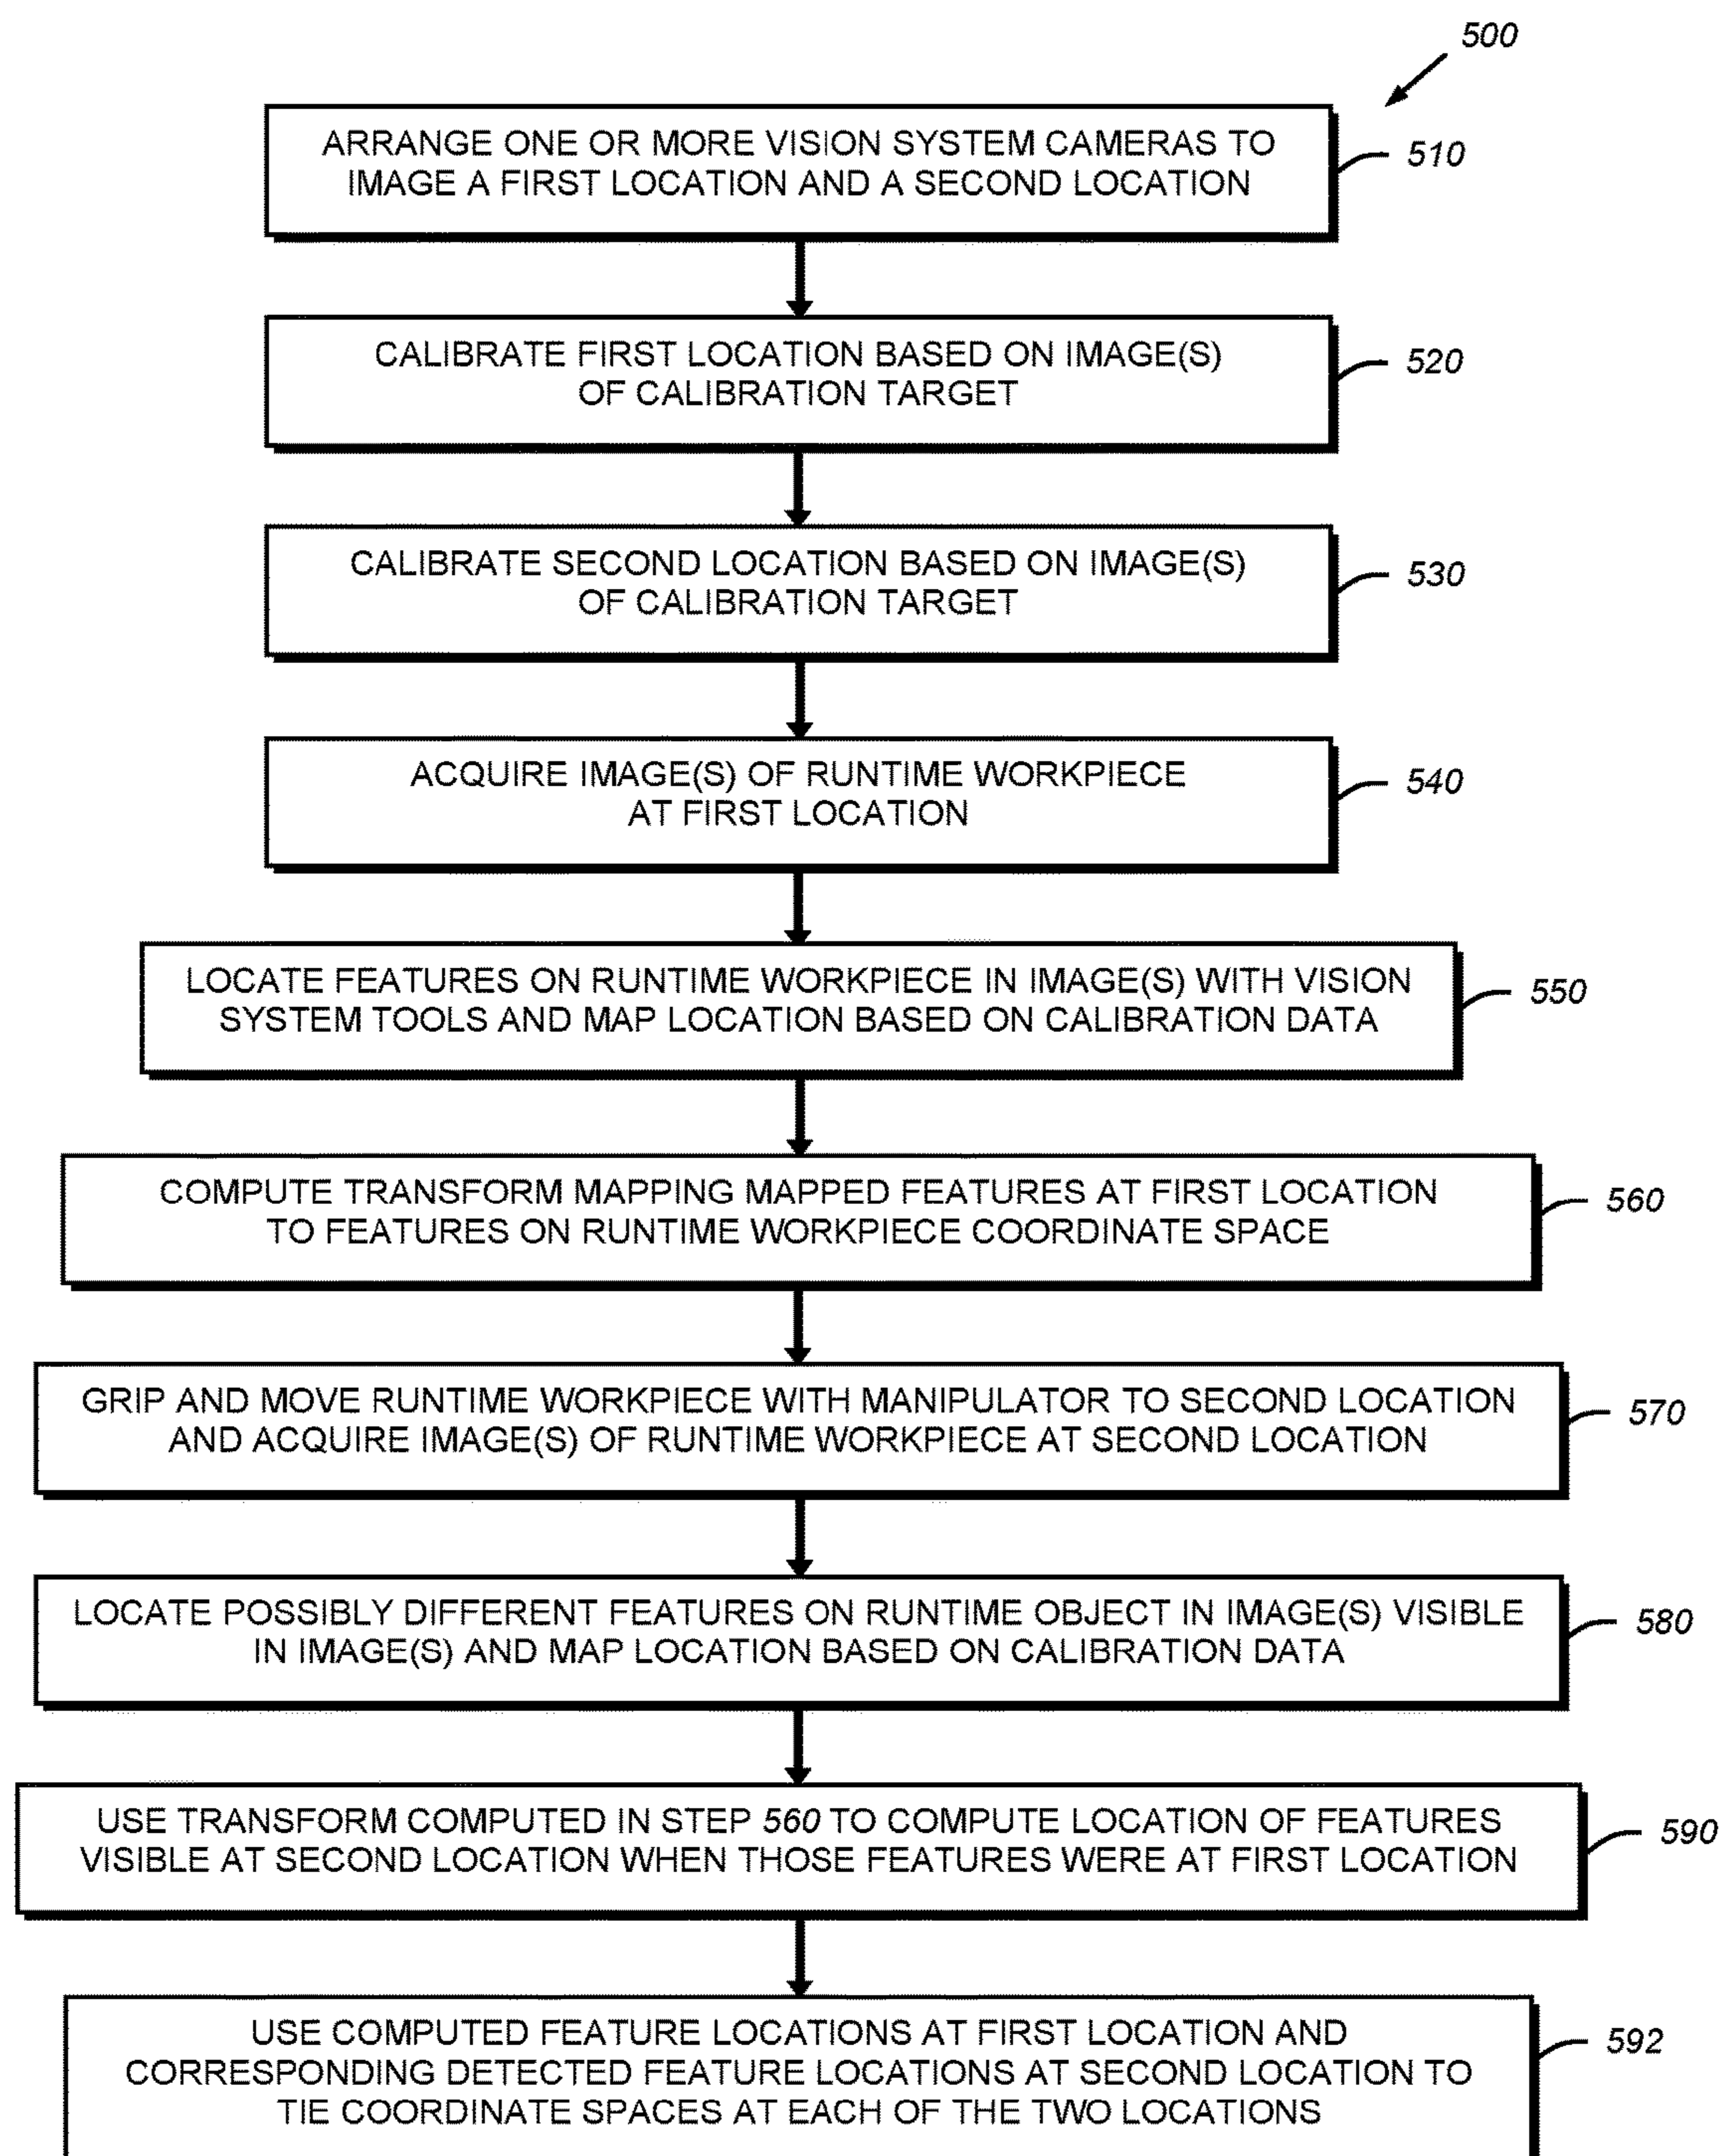 500
ARRANGE ONE OR MORE VISION SYSTEM CAMERAS TO
IMAGE A FIRST LOCATION AND A SECOND LOCATION
510
CALIBRATE FIRST LOCATION BASED ON IMAGE(S)
OF CALIBRATION TARGET
520
CALIBRATE SECOND LOCATION BASED ON IMAGE(S)
OF CALIBRATION TARGET
530
ACQUIRE IMAGE(S) OF RUNTIME WORKPIECE
AT FIRST LOCATION
540
LOCATE FEATURES ON RUNTIME WORKPIECE IN IMAGE(S) WITH VISION
SYSTEM TOOLS AND MAP LOCATION BASED ON CALIBRATION DATA
550
COMPUTE TRANSFORM MAPPING MAPPED FEATURES AT FIRST LOCATION
TO FEATURES ON RUNTIME WORKPIECE COORDINATE SPACE
560
GRIP AND MOVE RUNTIME WORKPIECE WITH MANIPULATOR TO SECOND LOCATION
AND ACQUIRE IMAGE(S) OF RUNTIME WORKPIECE AT SECOND LOCATION
570
LOCATE POSSIBLY DIFFERENT FEATURES ON RUNTIME OBJECT IN IMAGE(S) VISIBLE
IN IMAGE(S) AND MAP LOCATION BASED ON CALIBRATION DATA
580
USE TRANSFORM COMPUTED IN STEP 560 TO COMPUTE LOCATION OF FEATURES
VISIBLE AT SECOND LOCATION WHEN THOSE FEATURES WERE AT FIRST LOCATION
590
USE COMPUTED FEATURE LOCATIONS AT FIRST LOCATION AND
CORRESPONDING DETECTED FEATURE LOCATIONS AT SECOND LOCATION TO
TIE COORDINATE SPACES AT EACH OF THE TWO LOCATIONS
592